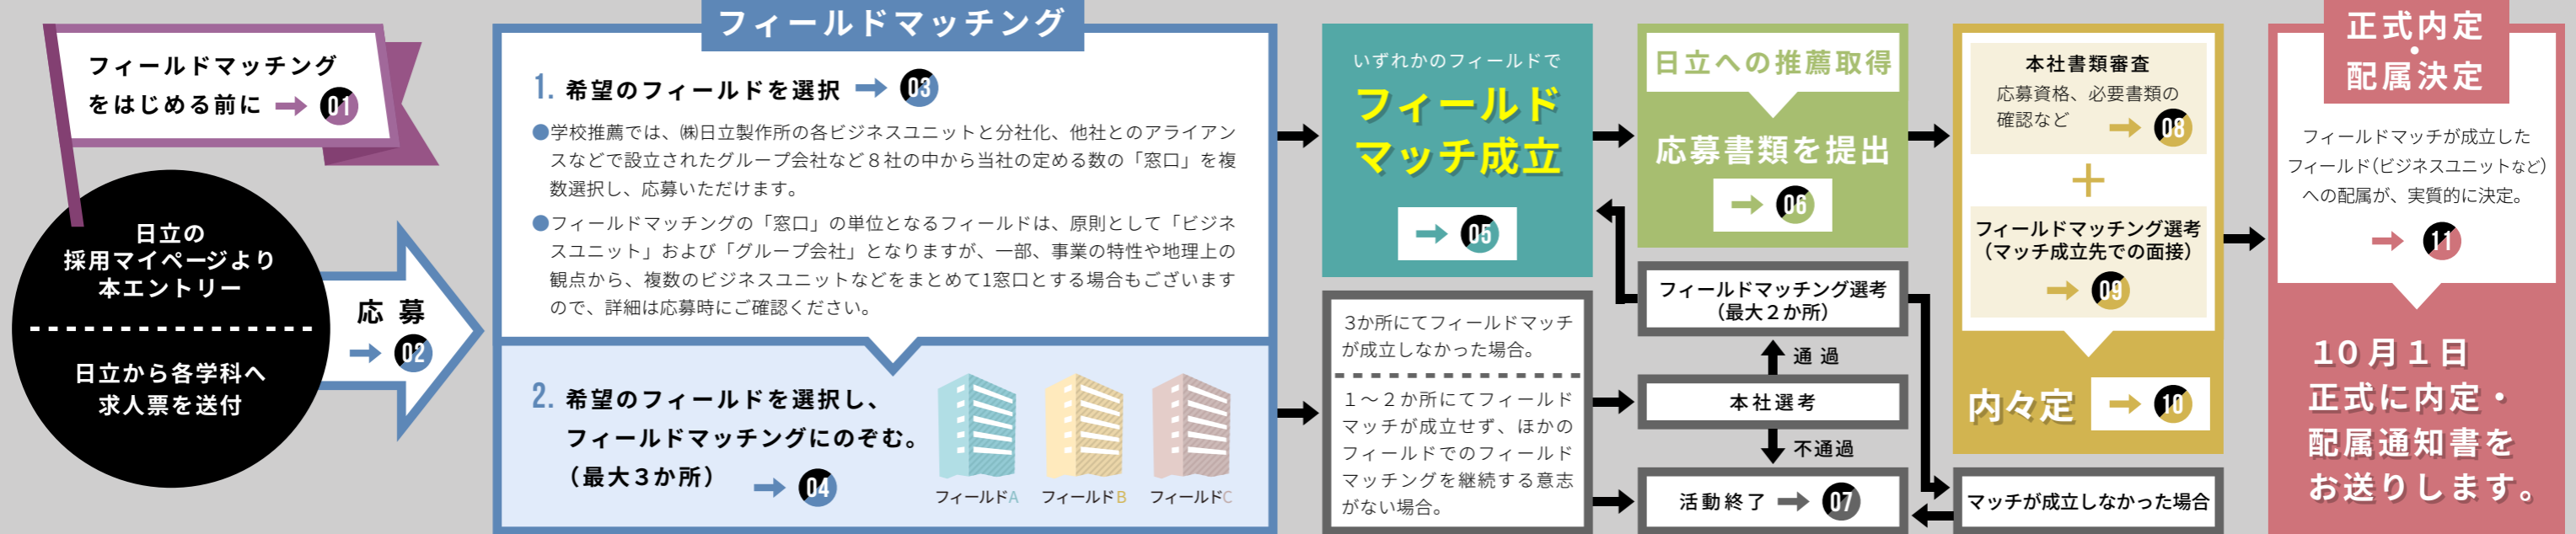 フィールドマッチング
をはじめる前に 01
日立の
採用マイページより
本エントリー
日立から各学科へ
求人票を送付
応募
02
フィールドマッチング
1. 希望のフィールドを選択 03
●学校推薦では、㈱日立製作所の各ビジネスユニットと分社化、他社とのアライアン
スなどで設立されたグループ会社など８社の中から当社の定める数の「窓口」を複
数選択し、応募いただけます。
●フィールドマッチングの「窓口」の単位となるフィールドは、原則として「ビジネ
スユニット」および「グループ会社」となりますが、一部、事業の特性や地理上の
観点から、複数のビジネスユニットなどをまとめて1窓口とする場合もございます
ので、詳細は応募時にご確認ください。
2. 希望のフィールドを選択し、
フィールドマッチングにのぞむ。
（最大３か所） 04
フィールドA フィールドB フィールドC
いずれかのフィールドで
フィールド
マッチ成立
05
３か所にてフィールドマッチ
が成立しなかった場合。
１～２か所にてフィールド
マッチが成立せず、ほかの
フィールドでのフィールド
マッチングを継続する意志
がない場合。
日立への推薦取得
応募書類を提出
06
フィールドマッチング選考
（最大２か所）
通過
本社選考
不通過
活動終了 07
本社書類審査
応募資格、必要書類の
確認など 08
＋
フィールドマッチング選考
（マッチ成立先での面接）
09
内々定 10
マッチが成立しなかった場合
正式内定
・
配属決定
フィールドマッチが成立した
フィールド（ビジネスユニットなど）
への配属が、実質的に決定。
11
１０月１日
正式に内定・
配属通知書を
お送りします。